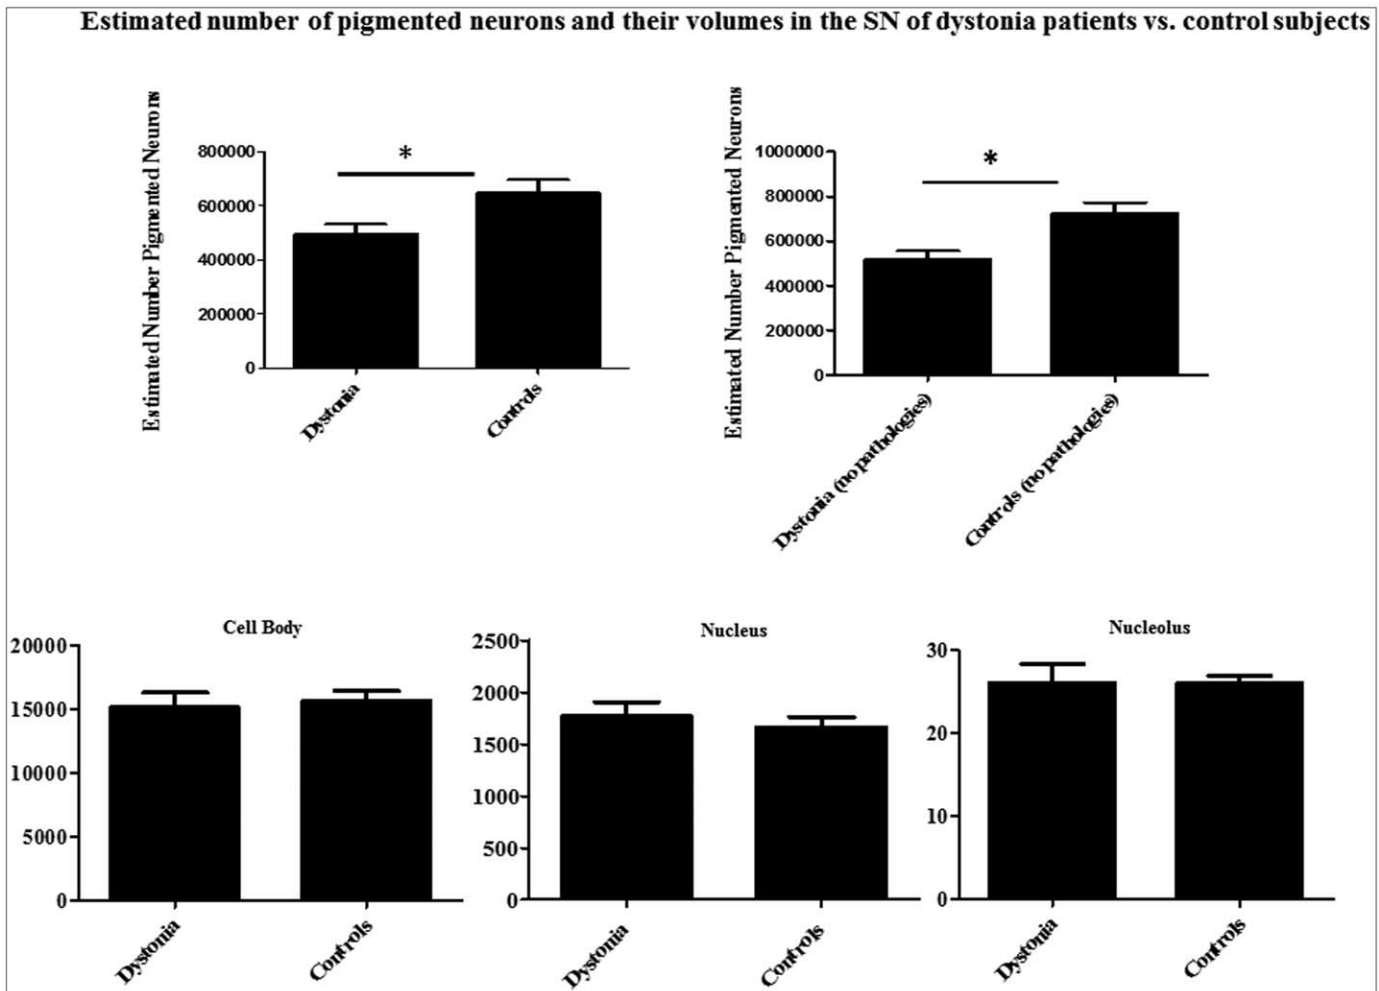 Estimated number of pigmented neurons and their volumes in the SN of dystonia patients vs. control subjects
Estimated Number Pigmented Neurons
800000
600000
400000
200000
0
*
Dystonia
Controls
Estimated Number Pigmented Neurons
1000000
800000
600000
400000
200000
0
*
Dystonia (no pathologies)
Controls (no pathologies)
Cell Body
20000
15000
10000
5000
0
Dystonia
Controls
Nucleus
2500
2000
1500
1000
500
0
Dystonia
Controls
Nucleolus
30
20
10
0
Dystonia
Controls